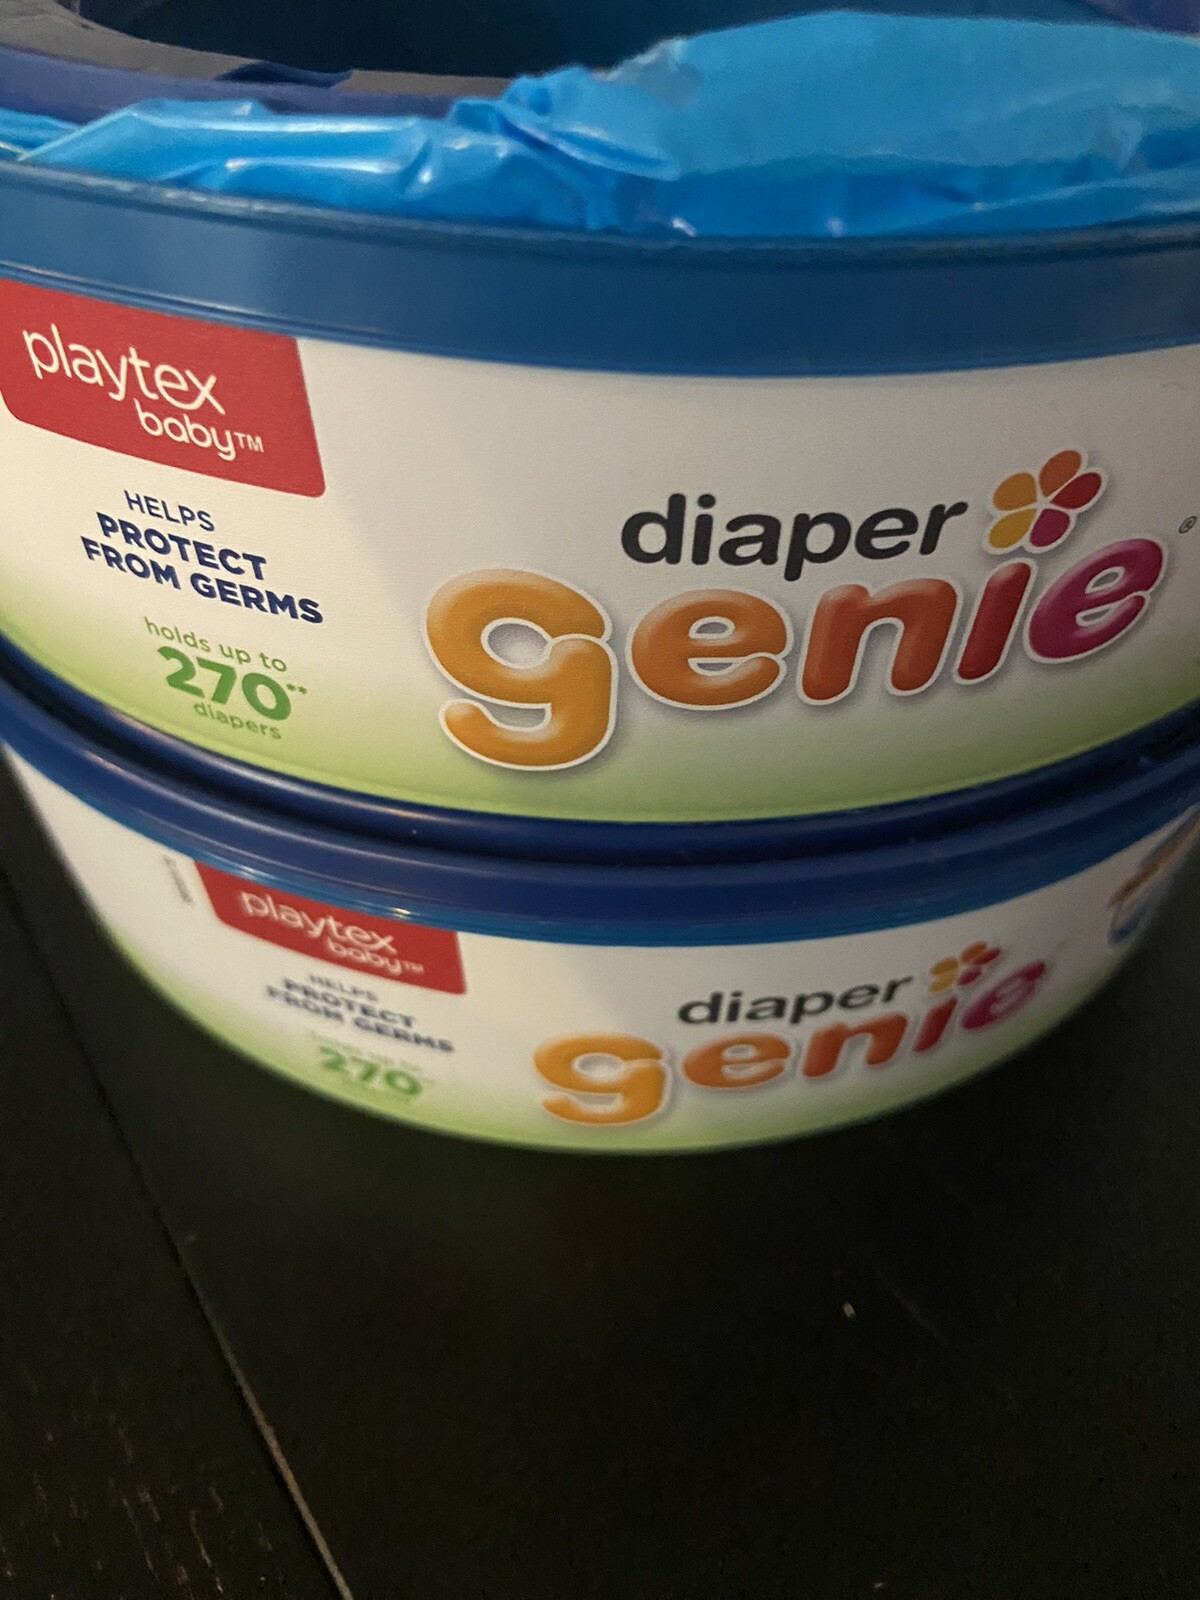 playtex
baby™
HELPS
PROTECT
FROM GERMS
holds up to
270**
diapers
diaper
genie®
playtex
baby™
HELPS
PROTECT
FROM GERMS
270
diaper
genie